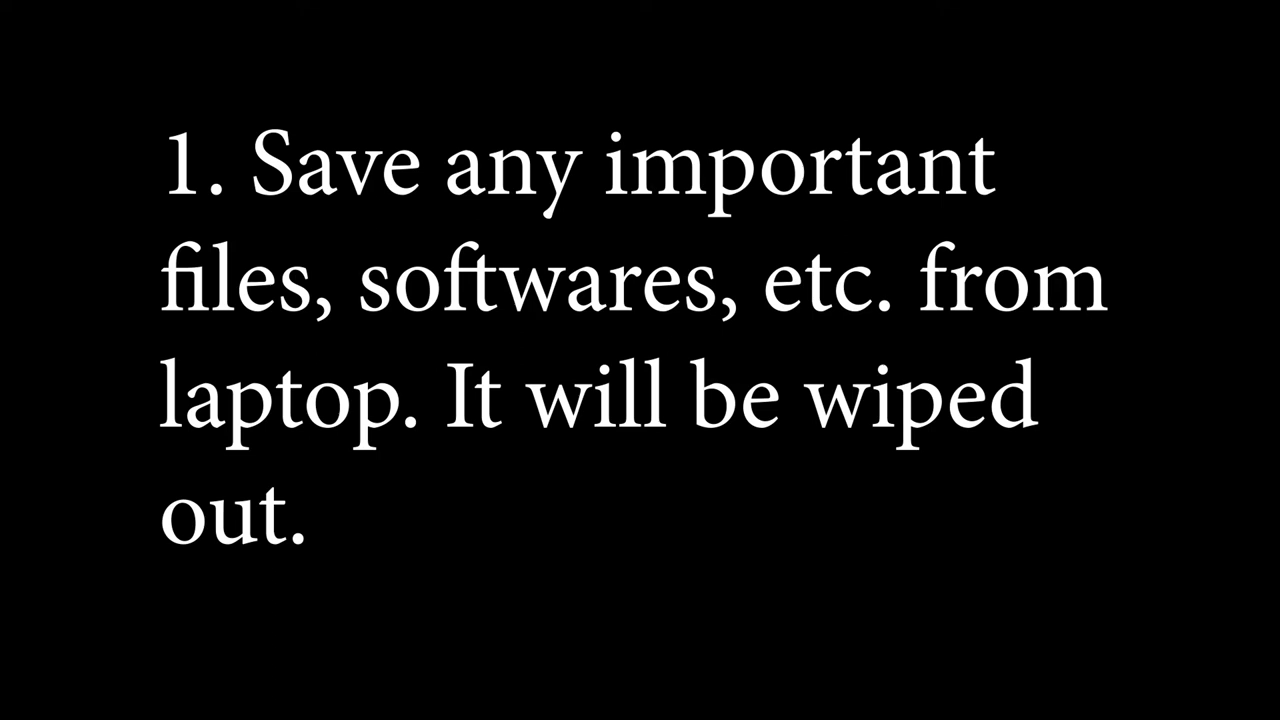 1. Save any important
files, softwares, etc. from
laptop. It will be wiped
out.